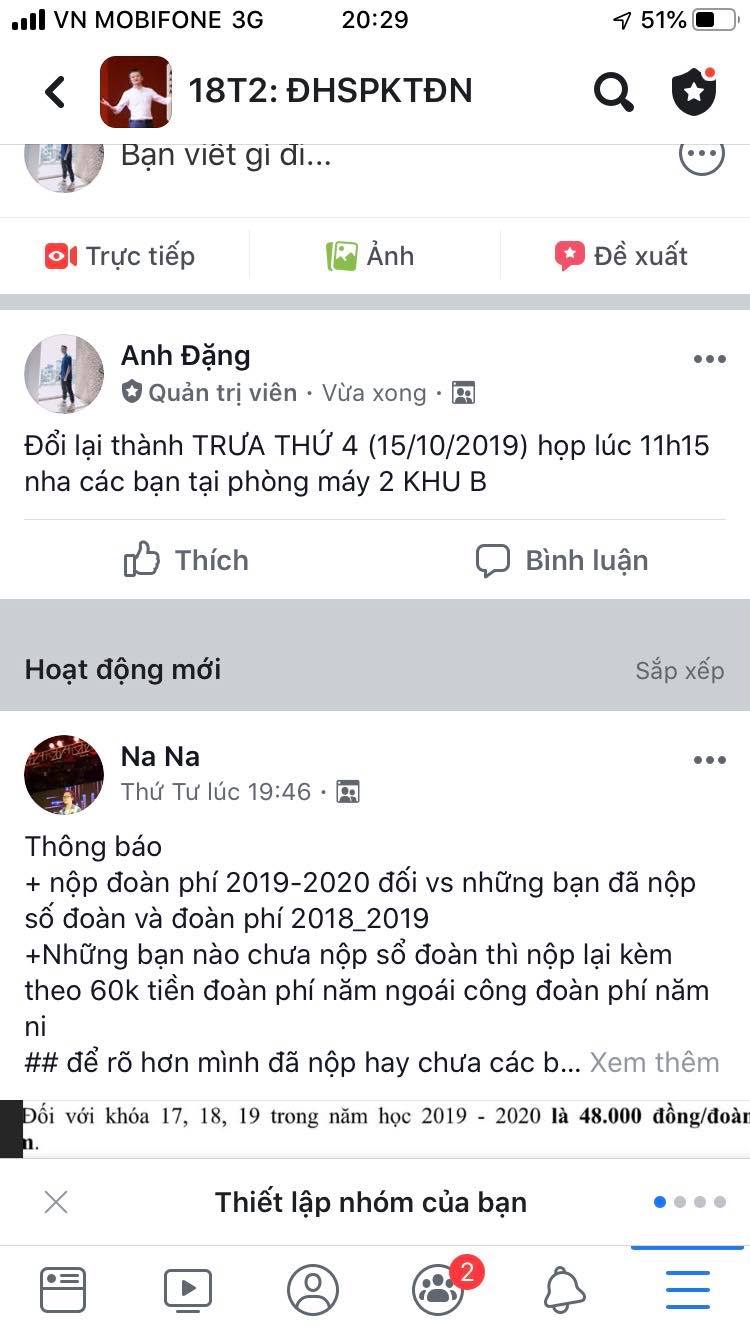 VN MOBIFONE 3G 20:29 51%
18T2: ĐHSPKTĐN
Bạn viết gì đi...
Trực tiếp Ảnh Đề xuất
Anh Đặng
Quản trị viên · Vừa xong ·
Đổi lại thành TRƯA THỨ 4 (15/10/2019) họp lúc 11h15
nha các bạn tại phòng máy 2 KHU B
Thích Bình luận
Hoạt động mới Sắp xếp
Na Na
Thứ Tư lúc 19:46 ·
Thông báo
+ nộp đoàn phí 2019-2020 đối vs những bạn đã nộp
số đoàn và đoàn phí 2018_2019
+Những bạn nào chưa nộp sổ đoàn thì nộp lại kèm
theo 60k tiền đoàn phí năm ngoái công đoàn phí năm
ni
## để rõ hơn mình đã nộp hay chưa các b... Xem thêm
Đối với khóa 17, 18, 19 trong năm học 2019 - 2020 là 48.000 đồng/đoàn
Thiết lập nhóm của bạn
2